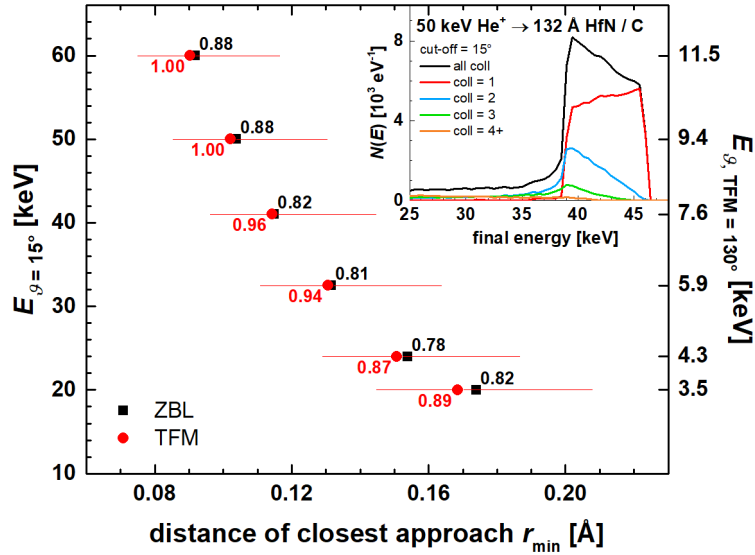 50 keV He⁺ → 132 Å HfN / C
cut-off = 15°
all coll
coll = 1
coll = 2
coll = 3
coll = 4+
N(E) [10³ eV⁻¹]
8
4
0
25
30
35
40
45
final energy [keV]
E𝜗 = 15° [keV]
60
50
40
30
20
10
0.88
1.00
0.88
1.00
0.82
0.96
0.81
0.94
0.78
0.87
0.82
0.89
ZBL
TFM
11.5
9.4
7.6
5.9
4.3
3.5
E𝜗, TFM = 130° [keV]
0.08
0.12
0.16
0.20
distance of closest approach rmin [Å]